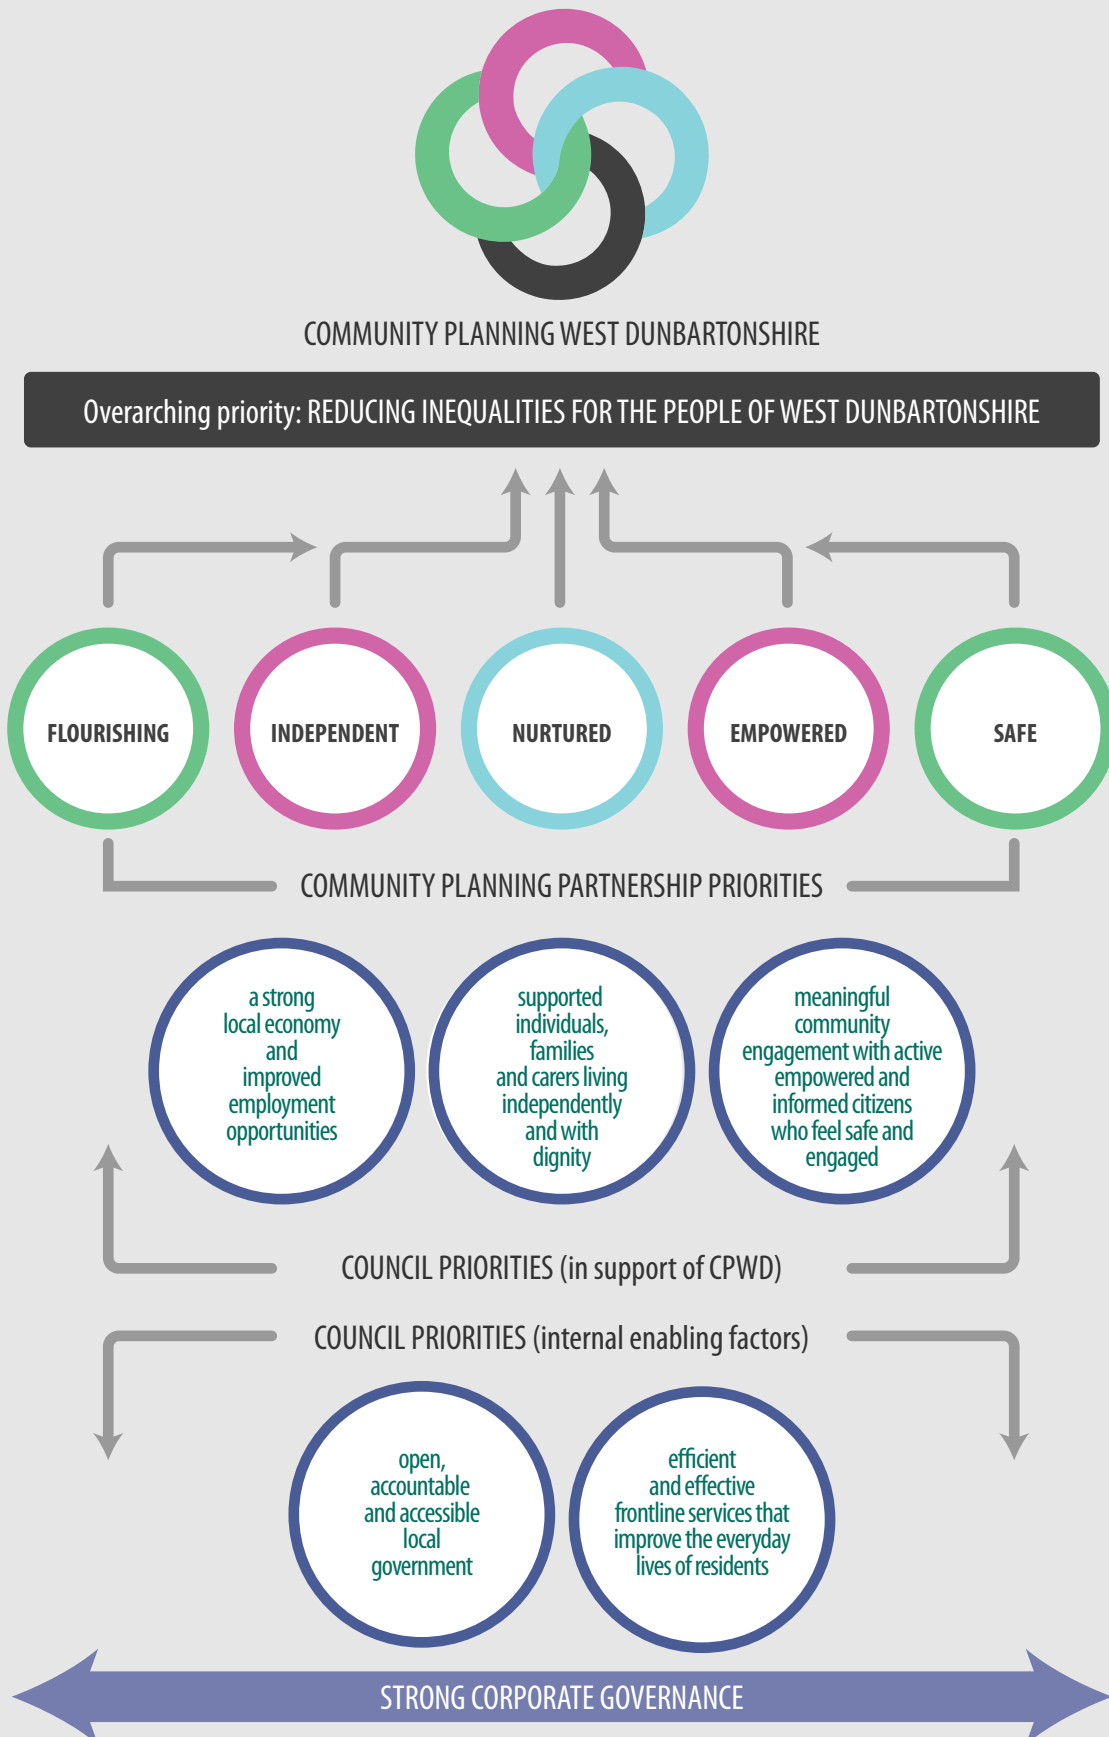 COMMUNITY PLANNING WEST DUNBARTONSHIRE
Overarching priority: REDUCING INEQUALITIES FOR THE PEOPLE OF WEST DUNBARTONSHIRE
FLOURISHING
INDEPENDENT
NURTURED
EMPOWERED
SAFE
COMMUNITY PLANNING PARTNERSHIP PRIORITIES
a strong
local economy
and
improved
employment
opportunities
supported
individuals,
families
and carers living
independently
and with
dignity
meaningful
community
engagement with active
empowered and
informed citizens
who feel safe and
engaged
COUNCIL PRIORITIES (in support of CPWD)
COUNCIL PRIORITIES (internal enabling factors)
open,
accountable
and accessible
local
government
efficient
and effective
frontline services that
improve the everyday
lives of residents
STRONG CORPORATE GOVERNANCE